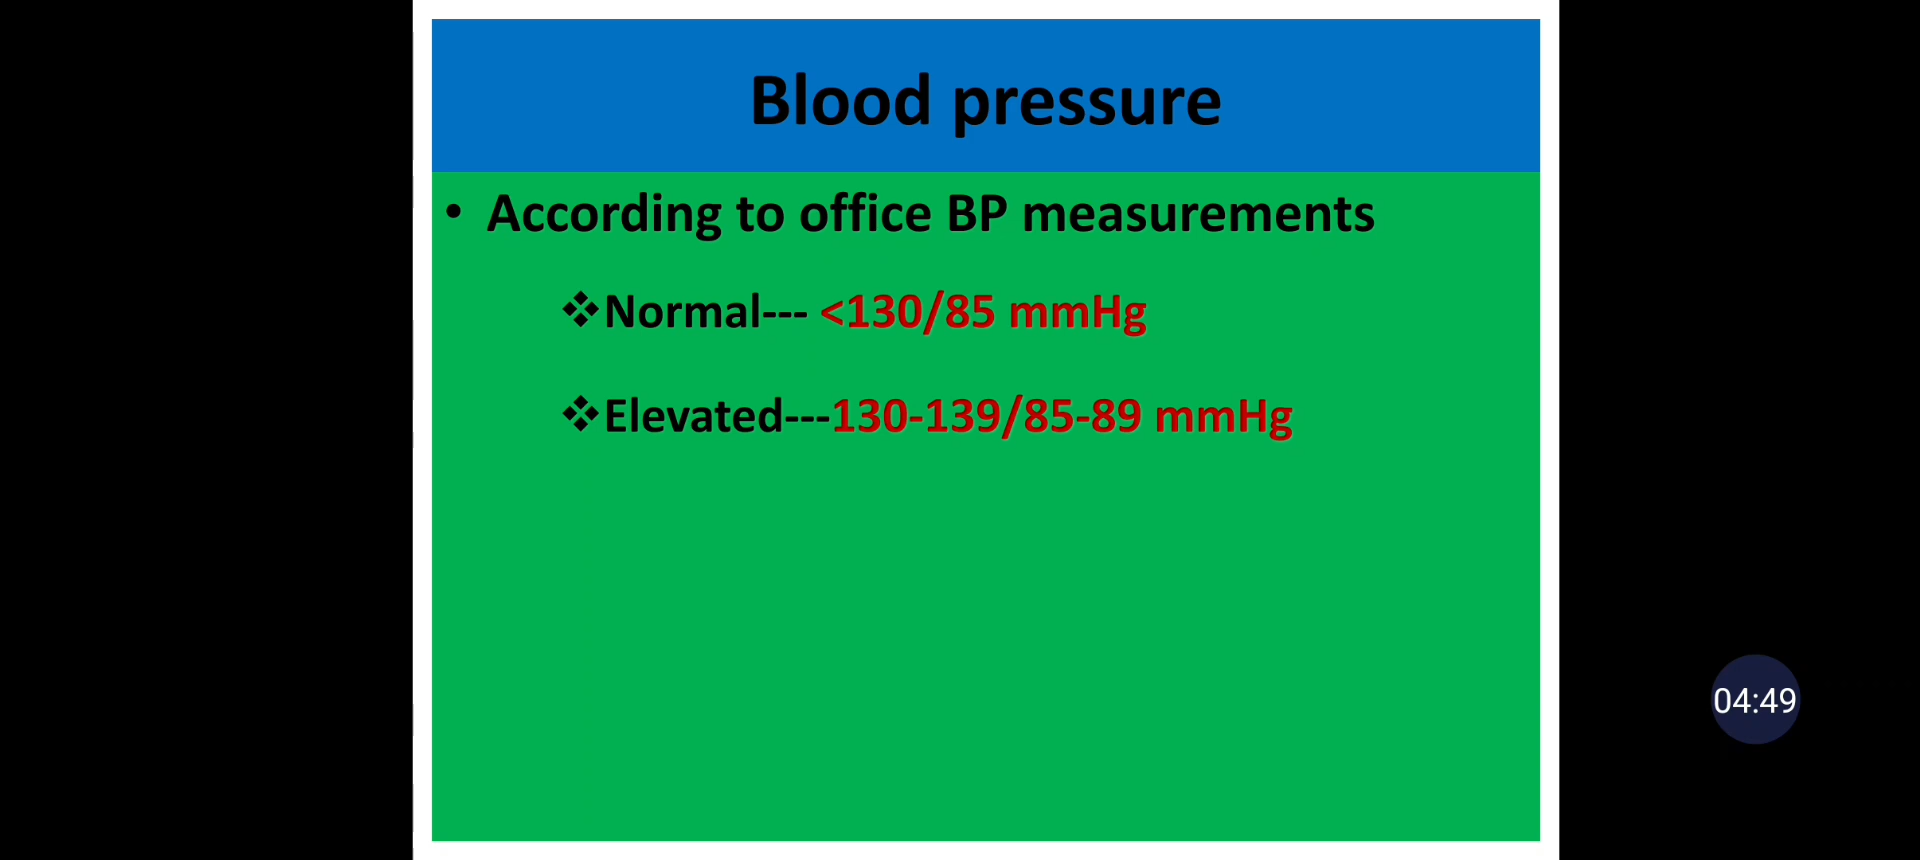 Blood pressure
• According to office BP measurements
❖Normal--- <130/85 mmHg
❖Elevated---130-139/85-89 mmHg
04:49